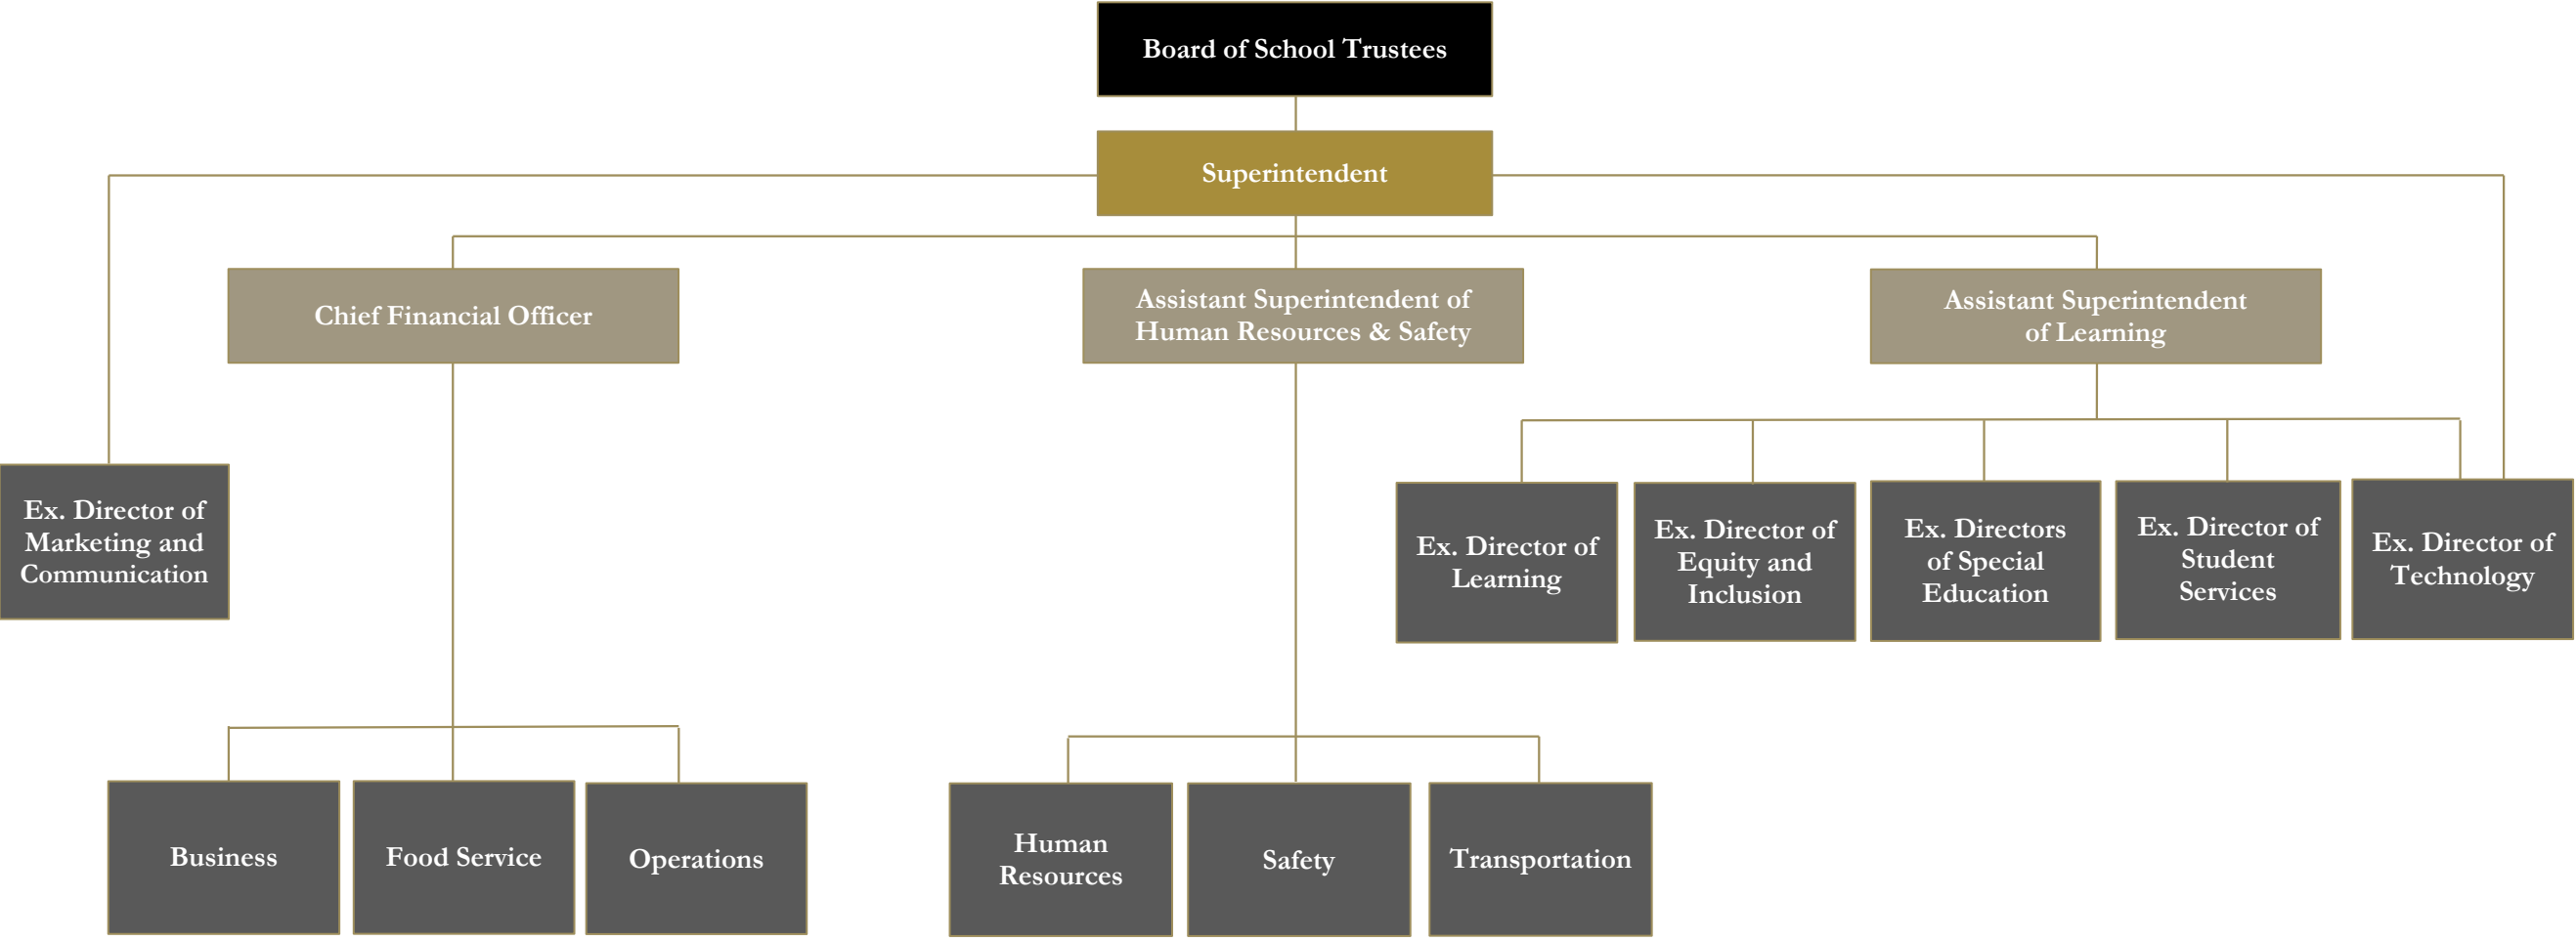 Board of School Trustees
Superintendent
Chief Financial Officer
Assistant Superintendent of
Human Resources & Safety
Assistant Superintendent
of Learning
Ex. Director of
Marketing and
Communication
Ex. Director of
Learning
Ex. Director of
Equity and
Inclusion
Ex. Directors
of Special
Education
Ex. Director of
Student
Services
Ex. Director of
Technology
Business
Food Service
Operations
Human
Resources
Safety
Transportation